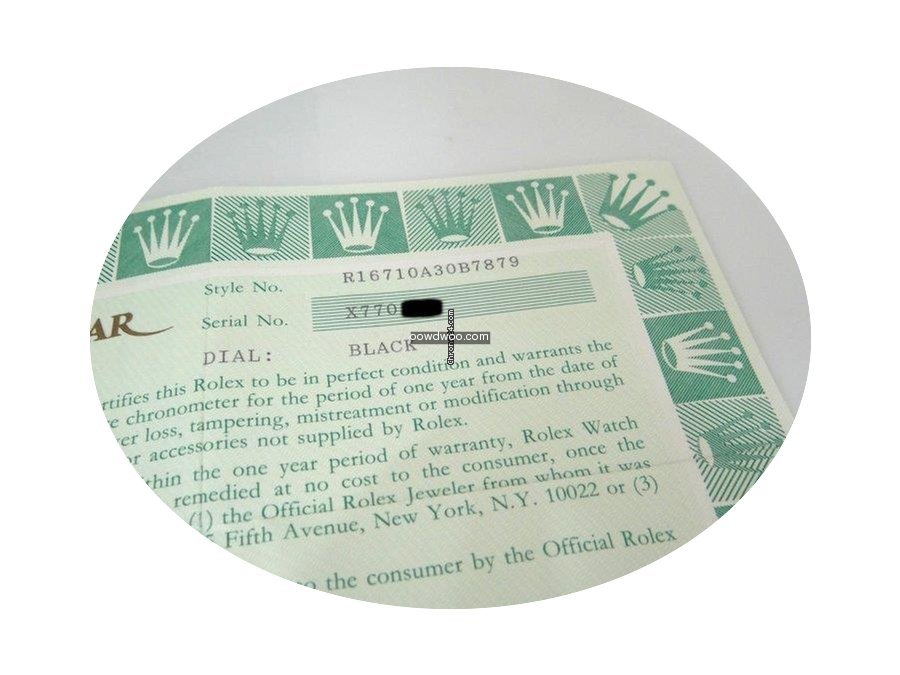 Style No. R16710A30B7879
AR
Serial No. X770
DIAL: BLACK
oowdwoo.com
rtifies this Rolex to be in perfect condition and warrants the
chronometer for the period of one year from the date of
er loss, tampering, mistreatment or modification through
or accessories not supplied by Rolex.
thin the one year period of warranty, Rolex Watch
remedied at no cost to the consumer, once the
(1) the Official Rolex Jeweler from whom it was
Fifth Avenue, New York, N.Y. 10022 or (3)
to the consumer by the Official Rolex